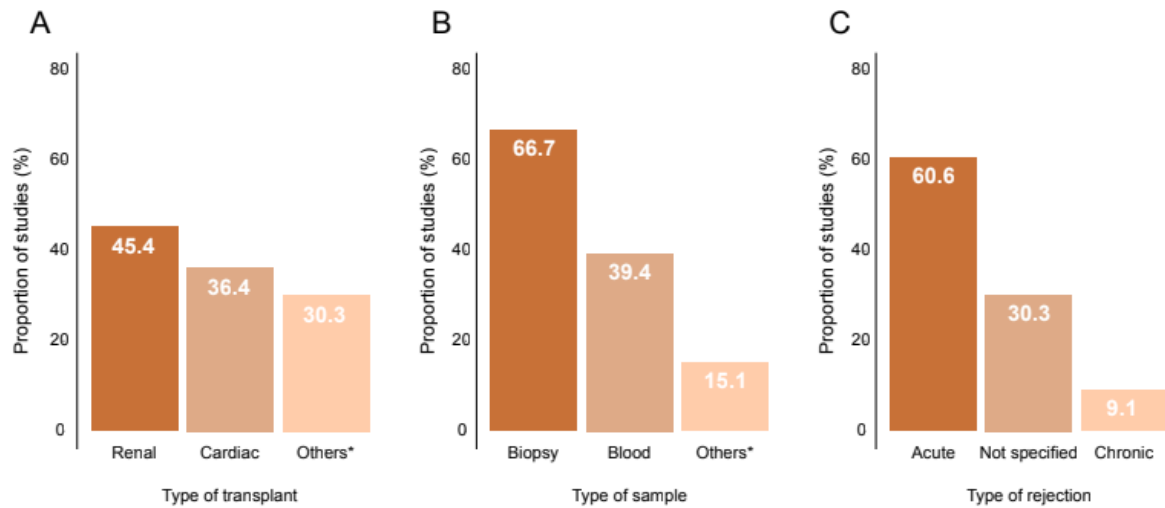 A
Proportion of studies (%)
80
60
40
20
0
45.4
36.4
30.3
Renal Cardiac Others*
Type of transplant
B
Proportion of studies (%)
80
60
40
20
0
66.7
39.4
15.1
Biopsy Blood Others*
Type of sample
C
Proportion of studies (%)
80
60
40
20
0
60.6
30.3
9.1
Acute Not specified Chronic
Type of rejection